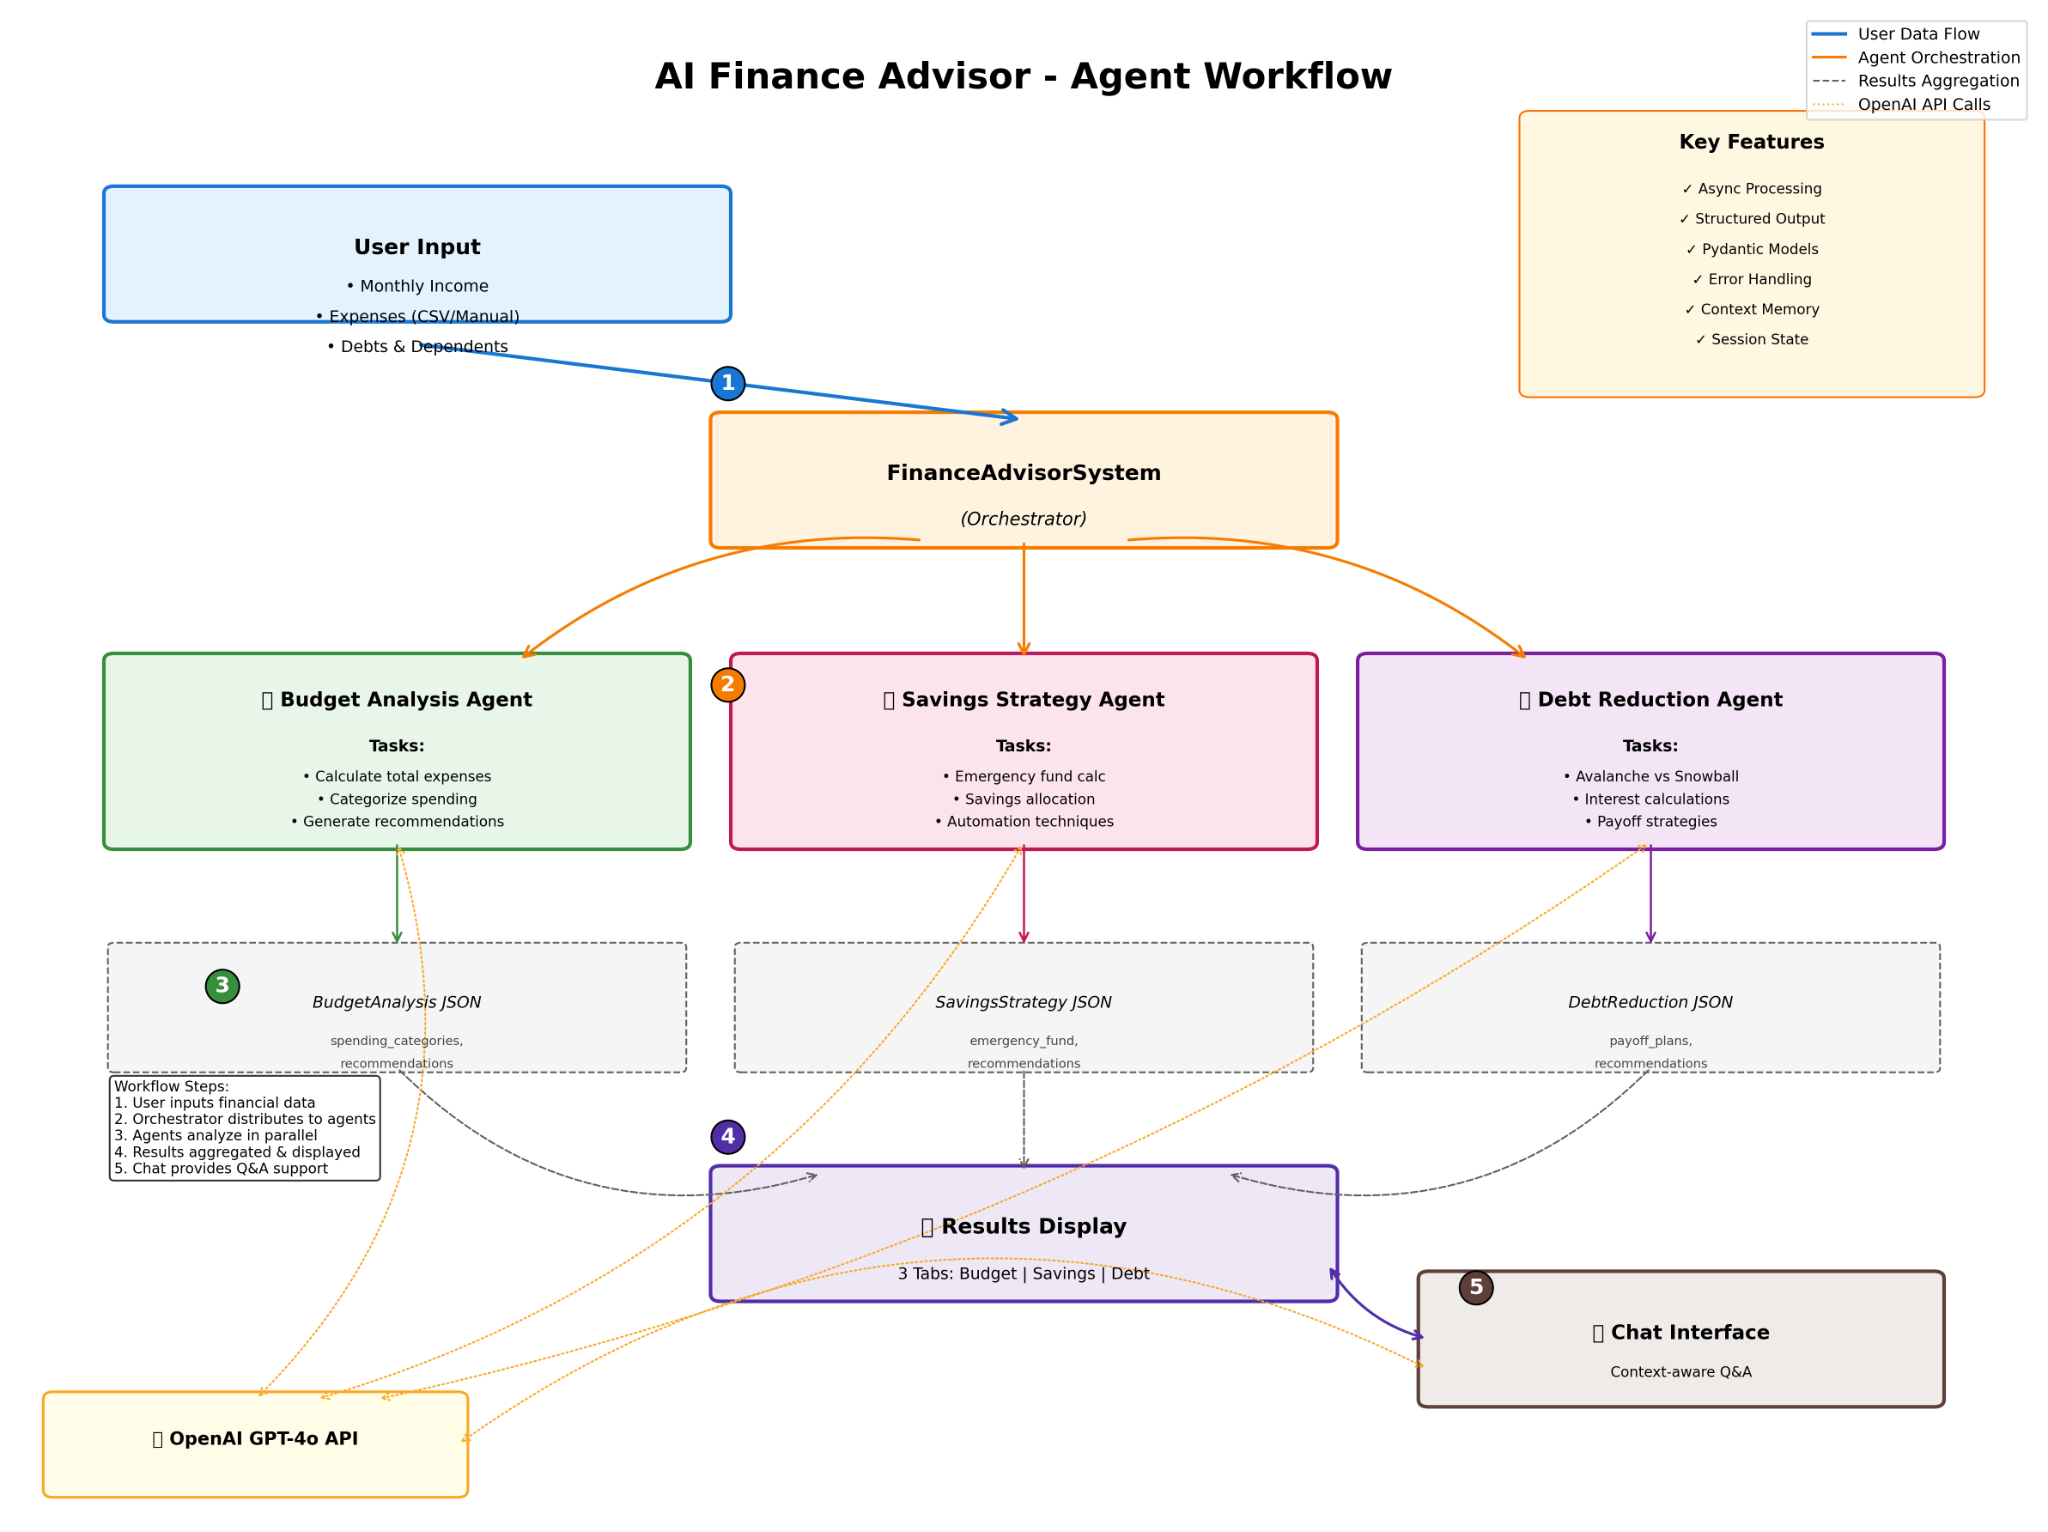 User Data Flow
Agent Orchestration
Results Aggregation
OpenAI API Calls
AI Finance Advisor - Agent Workflow
Key Features
✓ Async Processing
✓ Structured Output
✓ Pydantic Models
✓ Error Handling
✓ Context Memory
✓ Session State
User Input
• Monthly Income
• Expenses (CSV/Manual)
• Debts & Dependents
1
FinanceAdvisorSystem
(Orchestrator)
Budget Analysis Agent
Tasks:
• Calculate total expenses
• Categorize spending
• Generate recommendations
2
Savings Strategy Agent
Tasks:
• Emergency fund calc
• Savings allocation
• Automation techniques
Debt Reduction Agent
Tasks:
• Avalanche vs Snowball
• Interest calculations
• Payoff strategies
3
BudgetAnalysis JSON
spending_categories,
recommendations
SavingsStrategy JSON
emergency_fund,
recommendations
DebtReduction JSON
payoff_plans,
recommendations
Workflow Steps:
1. User inputs financial data
2. Orchestrator distributes to agents
3. Agents analyze in parallel
4. Results aggregated & displayed
5. Chat provides Q&A support
4
Results Display
3 Tabs: Budget | Savings | Debt
5
Chat Interface
Context-aware Q&A
OpenAI GPT-4o API